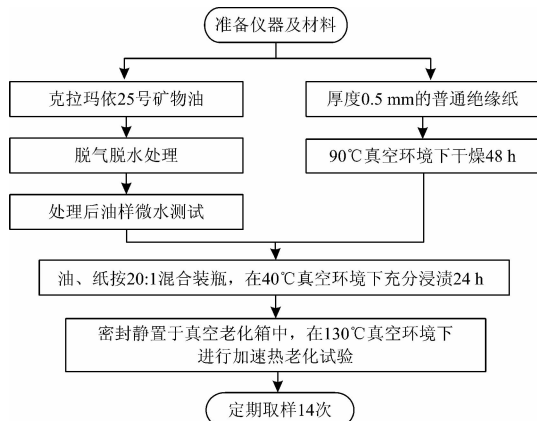 准备仪器及材料
克拉玛依25号矿物油
厚度0.5 mm的普通绝缘纸
脱气脱水处理
90℃真空环境下干燥48 h
处理后油样微水测试
油、纸按20:1混合装瓶，在40℃真空环境下充分浸渍24 h
密封静置于真空老化箱中，在130℃真空环境下
进行加速热老化试验
定期取样14次